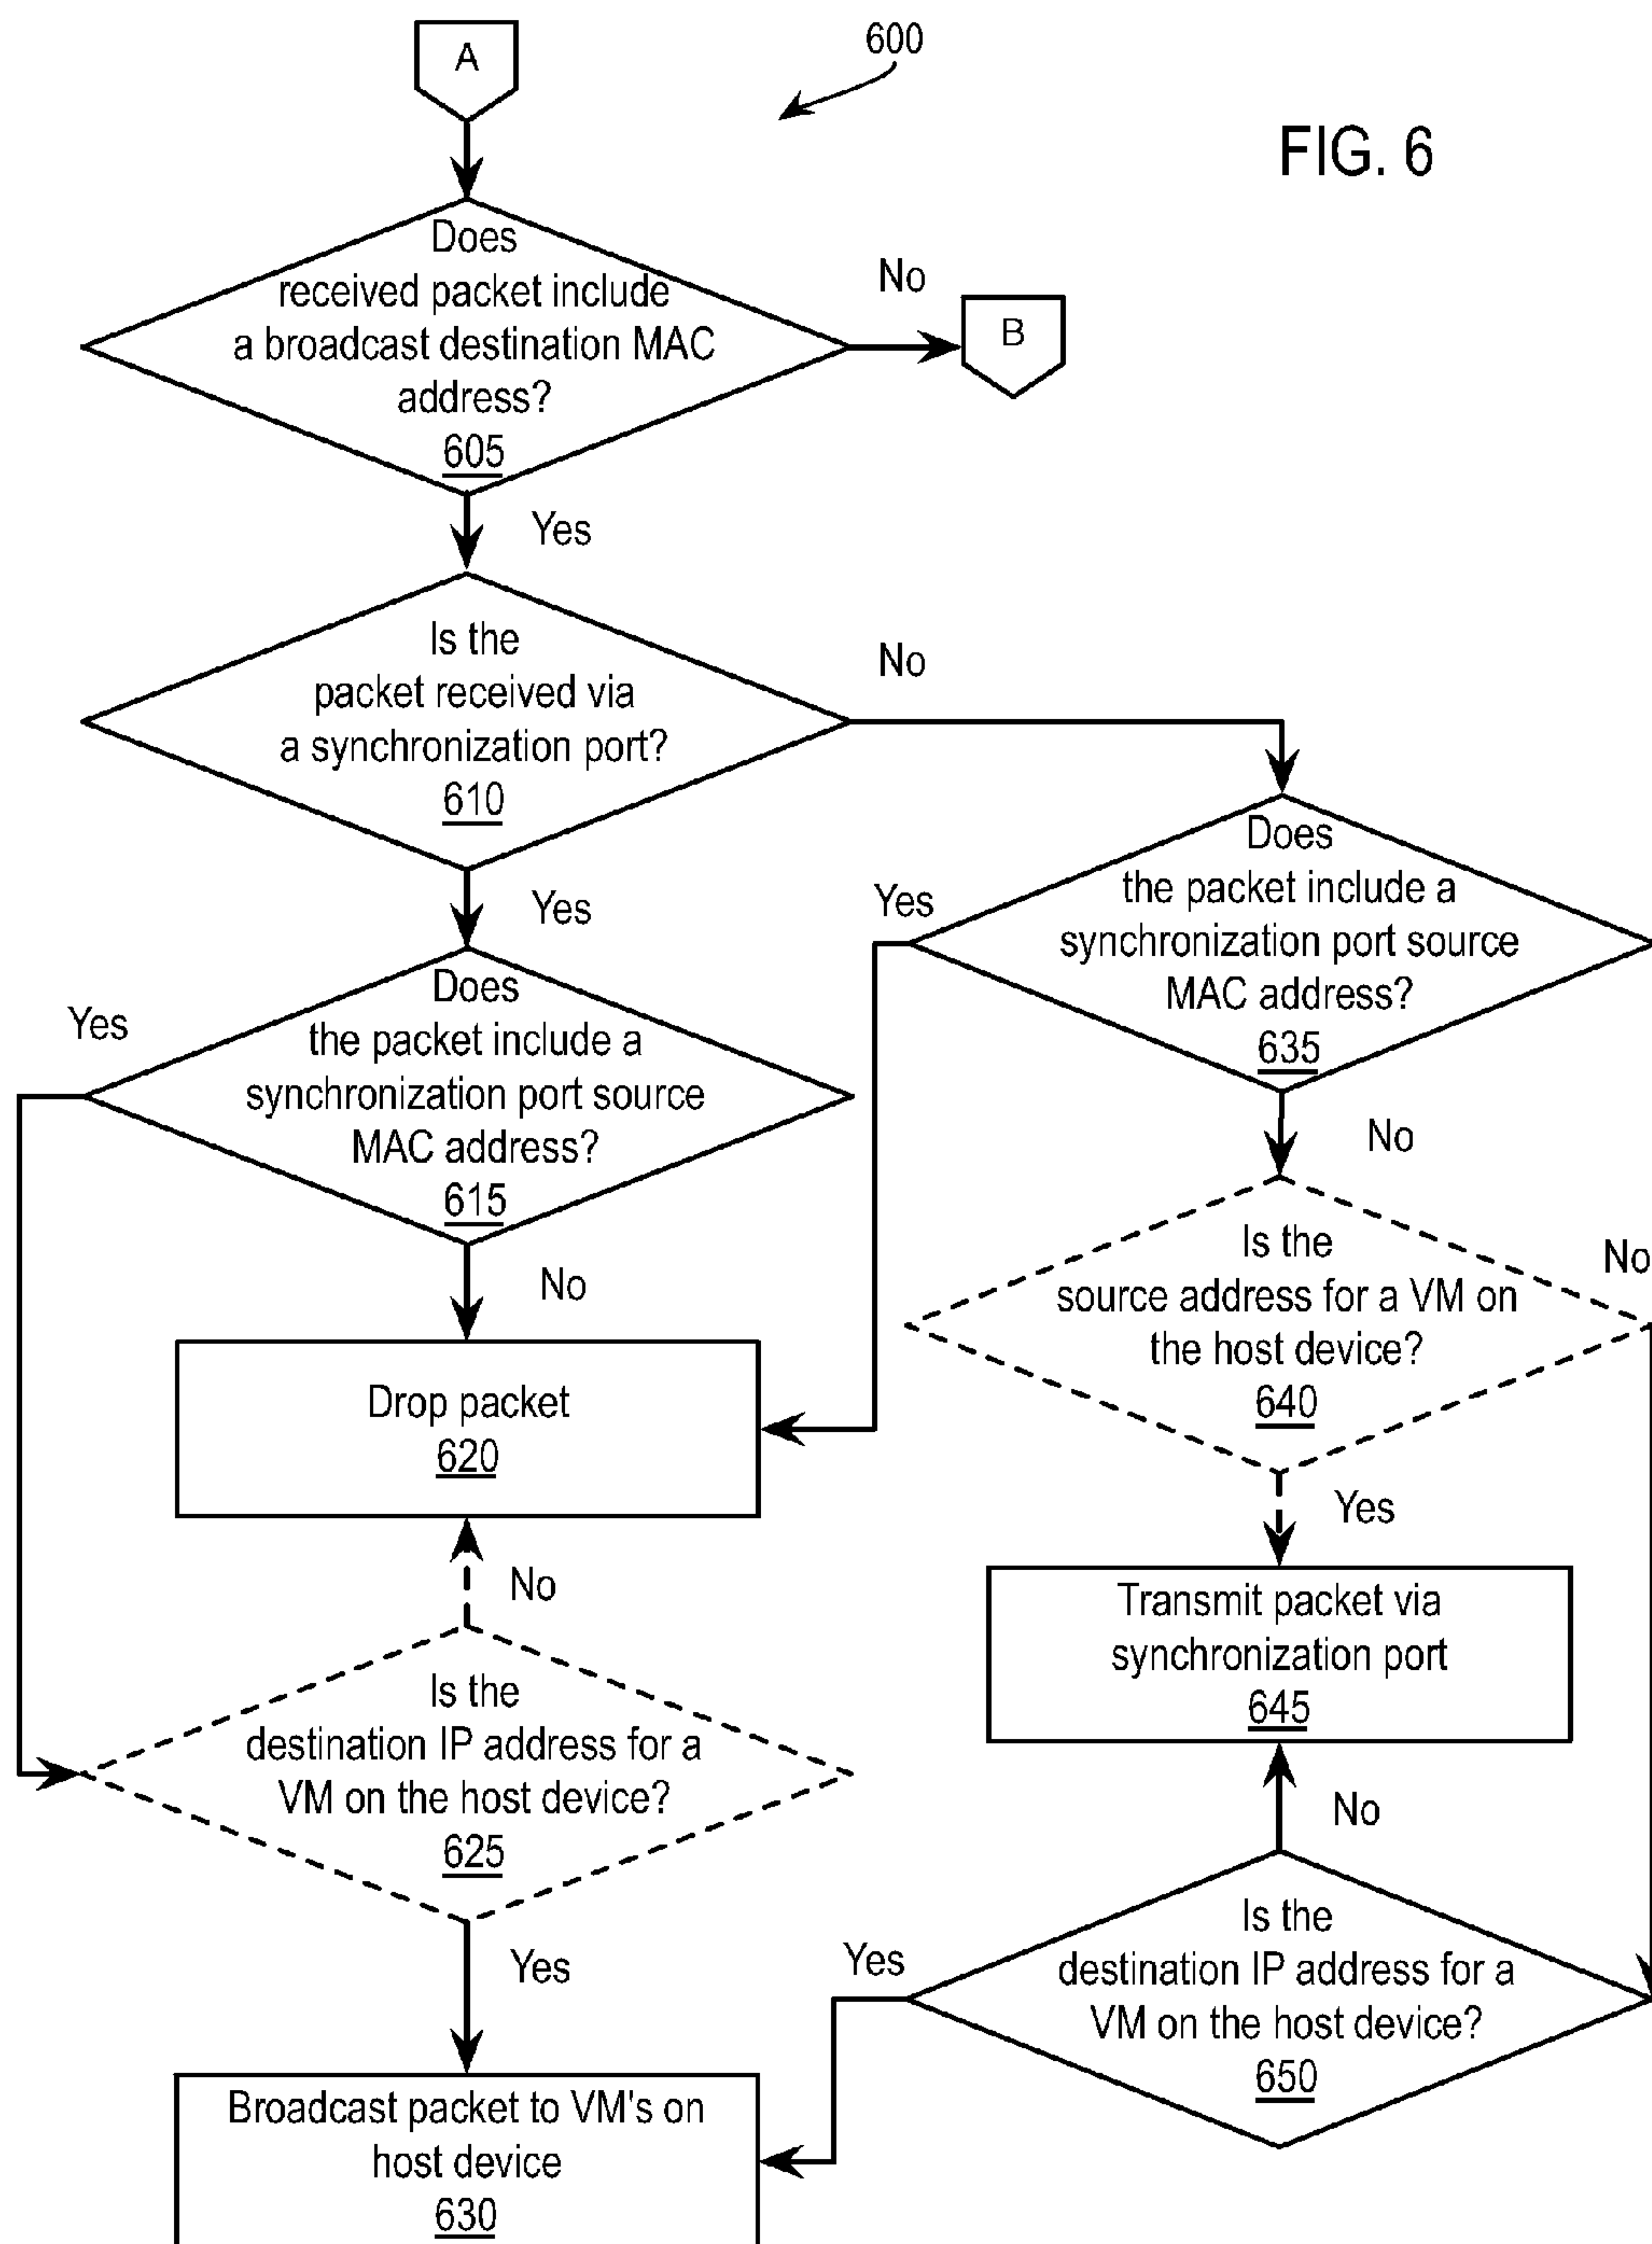 A
600
FIG. 6
Does
received packet include
a broadcast destination MAC
address?
605
No
B
Yes
Is the
packet received via
a synchronization port?
610
No
Yes
Does
the packet include a
synchronization port source
MAC address?
635
Yes
No
Does
the packet include a
synchronization port source
MAC address?
615
Yes
No
Is the
source address for a VM on
the host device?
640
No
Yes
Drop packet
620
No
Transmit packet via
synchronization port
645
No
Is the
destination IP address for a
VM on the host device?
625
Yes
Is the
destination IP address for a
VM on the host device?
650
Yes
Broadcast packet to VM's on
host device
630